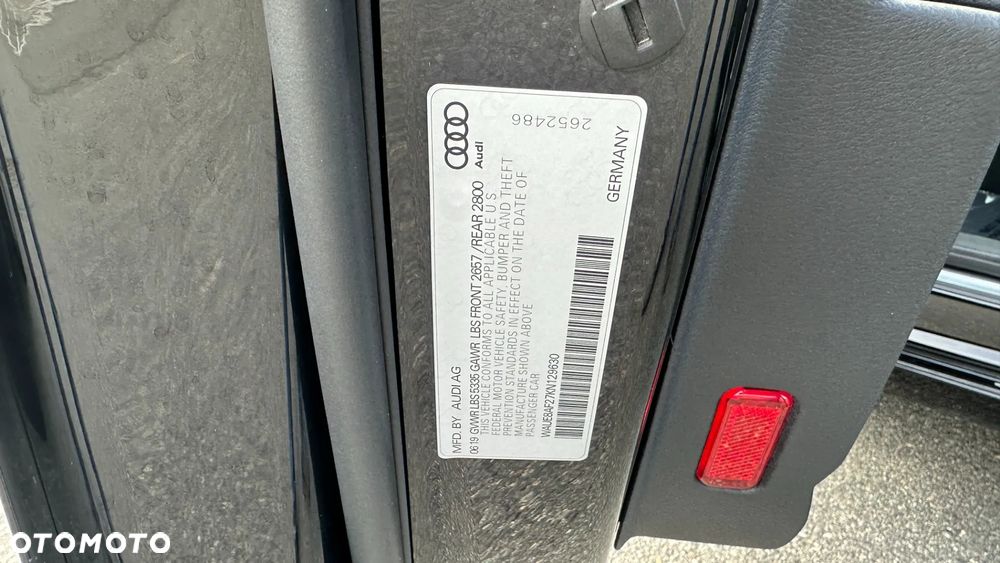 Audi
2652486
MFD. BY AUDI AG
06 19 GVWR LBS 5335 GAWR LBS FRONT 2657 / REAR 2800
THIS VEHICLE CONFORMS TO ALL APPLICABLE U S
FEDERAL MOTOR VEHICLE SAFETY, BUMPER AND THEFT
PREVENTION STANDARDS IN EFFECT ON THE DATE OF
MANUFACTURE SHOWN ABOVE
PASSENGER CAR
WAUE8AF27KN129630
GERMANY
OTOMOTO